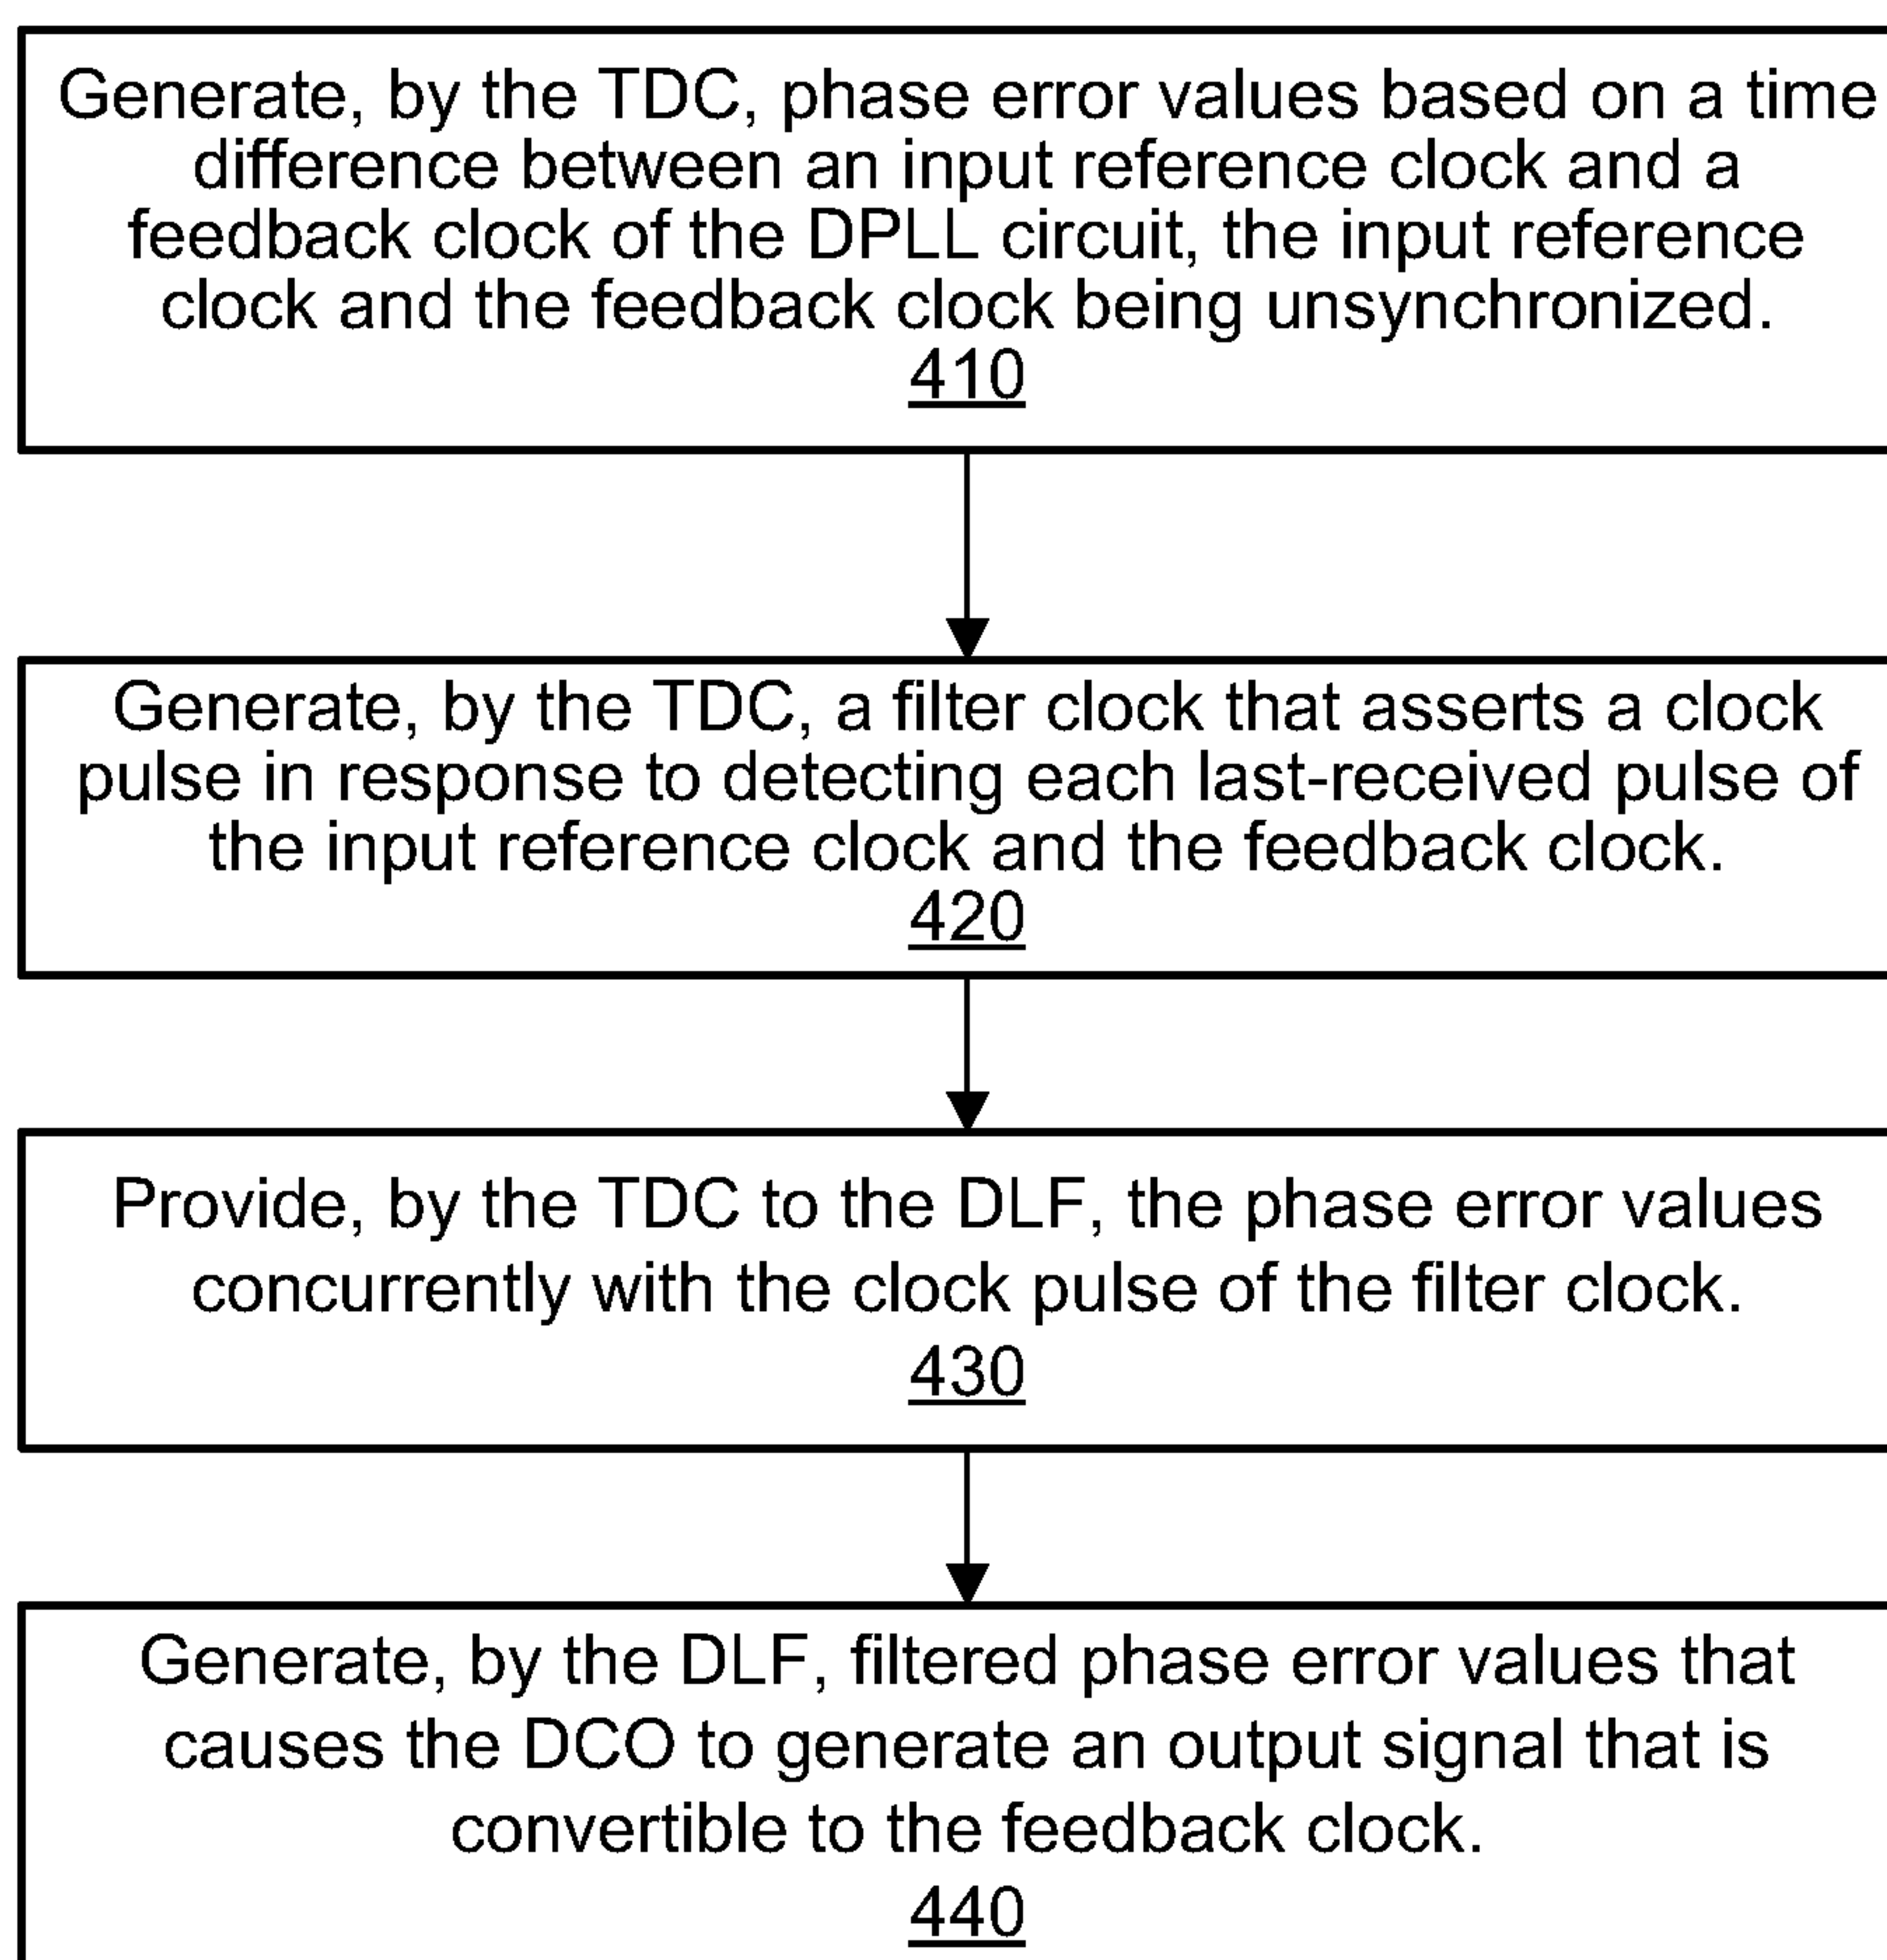 Generate, by the TDC, phase error values based on a time
difference between an input reference clock and a
feedback clock of the DPLL circuit, the input reference
clock and the feedback clock being unsynchronized.
410
Generate, by the TDC, a filter clock that asserts a clock
pulse in response to detecting each last-received pulse of
the input reference clock and the feedback clock.
420
Provide, by the TDC to the DLF, the phase error values
concurrently with the clock pulse of the filter clock.
430
Generate, by the DLF, filtered phase error values that
causes the DCO to generate an output signal that is
convertible to the feedback clock.
440